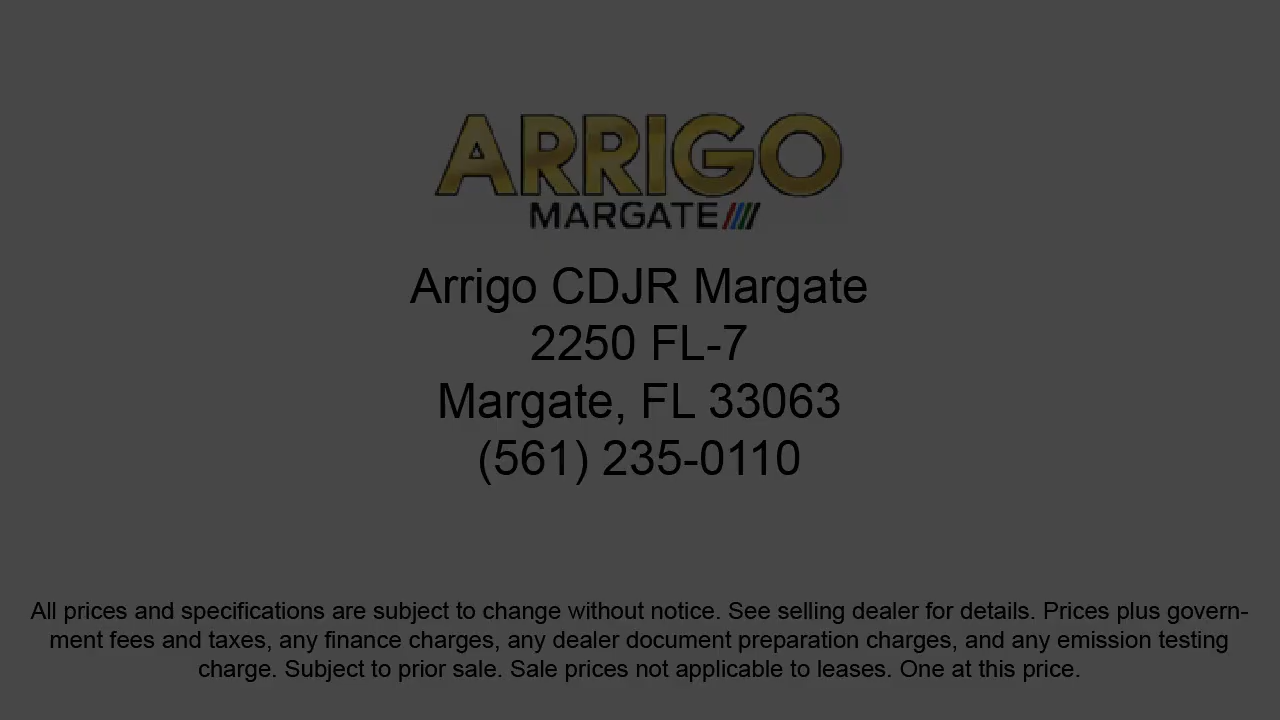 ARRIGO
MARGATE
Arrigo CDJR Margate
2250 FL-7
Margate, FL 33063
(561) 235-0110
All prices and specifications are subject to change without notice. See selling dealer for details. Prices plus govern-
ment fees and taxes, any finance charges, any dealer document preparation charges, and any emission testing
charge. Subject to prior sale. Sale prices not applicable to leases. One at this price.